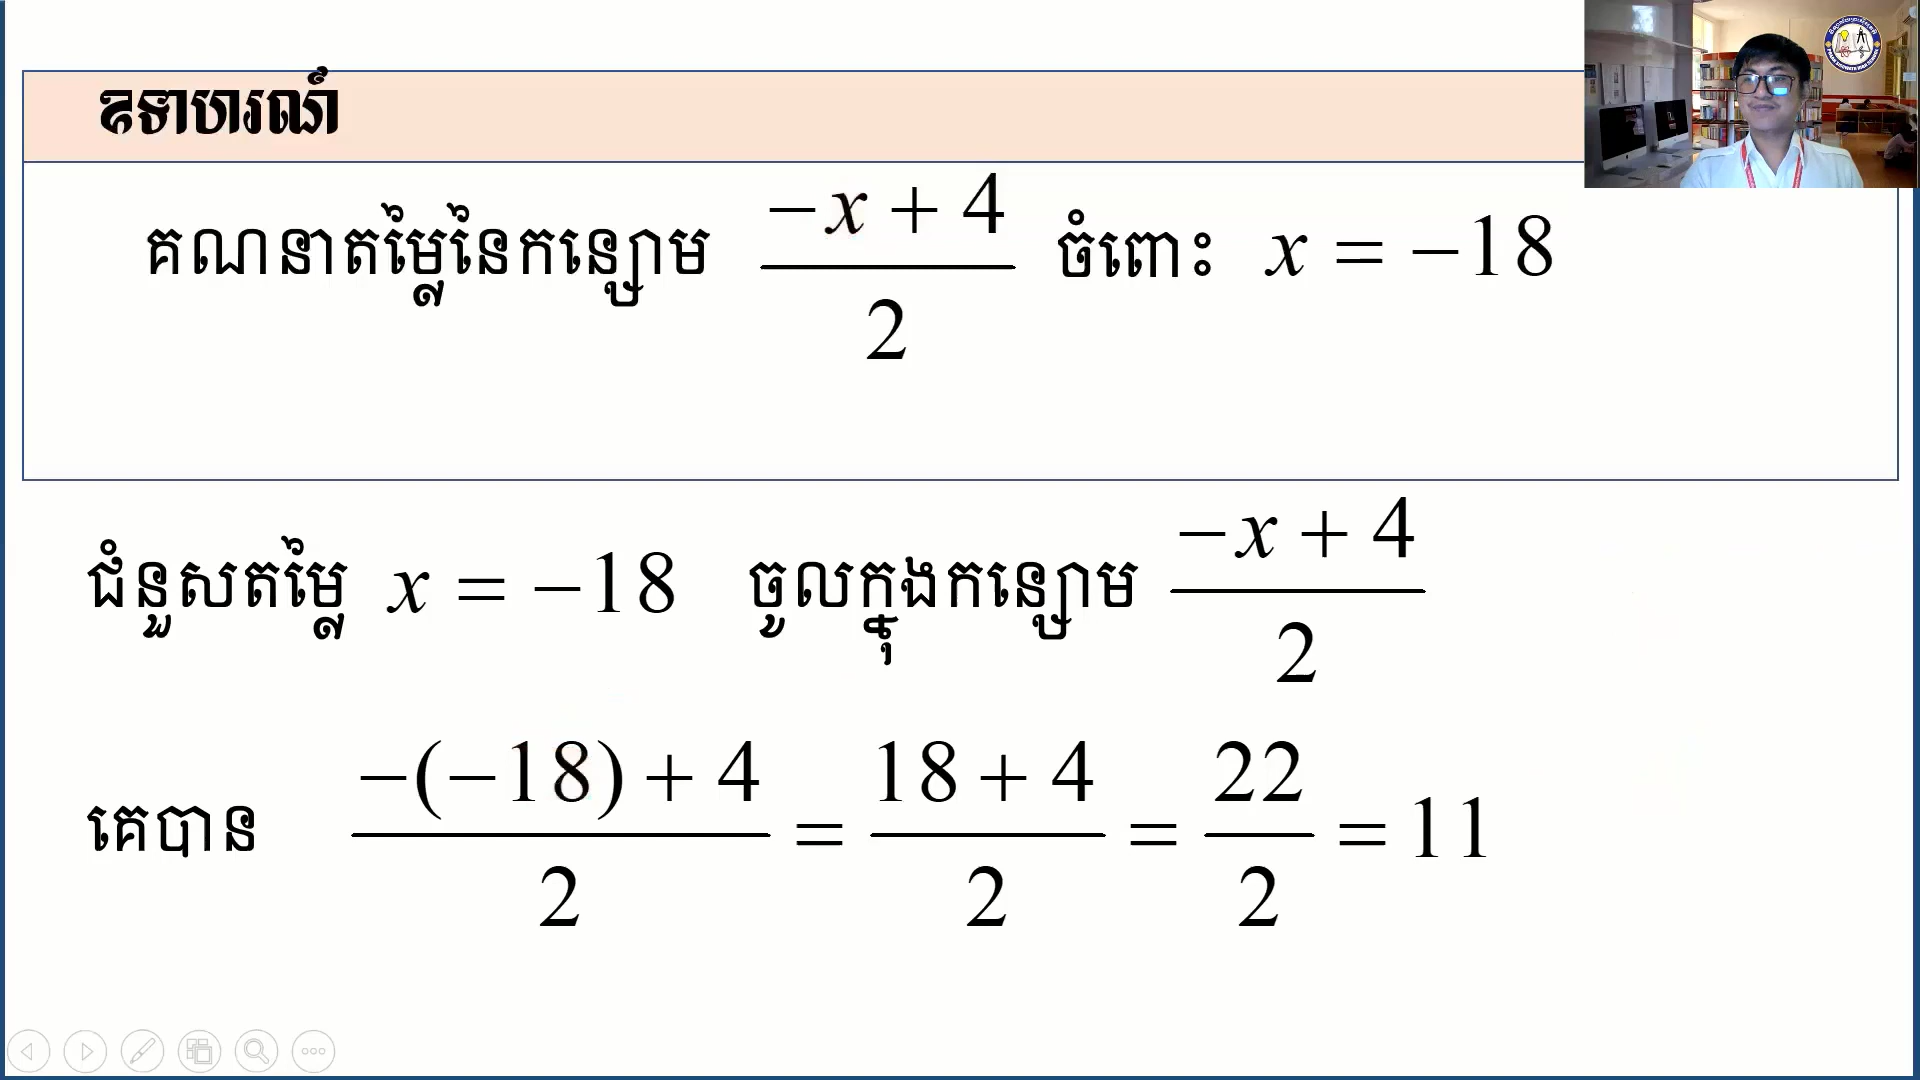 ឧទាហរណ៍
គណនាតម្លៃនៃកន្សោម (-x + 4)/2 ចំពោះ x = -18
ជំនួសតម្លៃ x = -18 ចូលក្នុងកន្សោម (-x + 4)/2
គេបាន (-(-18) + 4)/2 = (18 + 4)/2 = 22/2 = 11